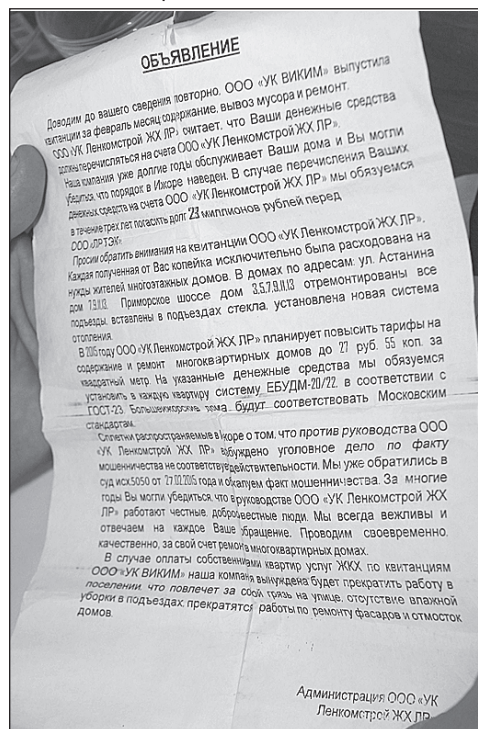 ОБЪЯВЛЕНИЕ
Доводим до вашего сведения повторно, ООО «УК ВИКИМ» выпустила
квитанции за февраль месяц содержание, вывоз мусора и ремонт.
ООО «УК Ленкомстрой ЖХ ЛР» считает, что Ваши денежные средства
должны перечисляться на счета ООО «УК Ленкомстрой ЖХ ЛР».
Наша компания уже долгие годы обслуживает Ваши дома и Вы могли
убедиться, что порядок в Ижоре наведен. В случае перечисления Ваших
денежных средств на счета ООО «УК Ленкомстрой ЖХ ЛР» мы обязуемся
в течение трех лет погасить долг 23 миллионов рублей перед
ООО «ЛР ТЭК».
Просим обратить внимания на квитанции ООО «УК Ленкомстрой ЖХ ЛР».
Каждая полученная от Вас копейка исключительно была расходована на
нужды жителей многоэтажных домов. В домах по адресам: ул. Астанина
дом 7,9,11,13, Приморское шоссе дом 3,5,7,9,11,13 отремонтированы все
подъезды, вставлены в подъездах стекла, установлена новая система
отопления.
В 2015 году ООО «УК Ленкомстрой ЖХ ЛР» планирует повысить тарифы на
содержание и ремонт многоквартирных домов до 27 руб. 55 коп. за
квадратный метр. На указанные денежные средства мы обязуемся
установить в каждую квартиру систему ЕБУДМ-20/22, в соответствии с
ГОСТ-23. Большеижорские дома будут соответствовать Московским
стандартам.
Сплетни распространяемые в Ижоре о том, что против руководства ООО
«УК Ленкомстрой ЖХ ЛР» возбуждено уголовное дело по факту
мошенничества не соответствует действительности. Мы уже обратились в
суд исх.5050 от 27.02.2015 года и обжалуем факт мошенничества. За многие
годы Вы могли убедиться, что в руководстве ООО «УК Ленкомстрой ЖХ
ЛР» работают честные, добросовестные люди. Мы всегда вежливы и
отвечаем на каждое Ваше обращение. Проводим своевременно,
качественно, за свой счет ремонт в многоквартирных домах.
В случае оплаты собственниками квартир услуг ЖКХ по квитанциям
ООО «УК ВИКИМ» наша компания вынуждена будет прекратить работу в
поселении, что повлечет за собой грязь на улице, отсутствие влажной
уборки в подъездах, прекратятся работы по ремонту фасадов и отмосток
домов.
Администрация ООО «УК
Ленкомстрой ЖХ ЛР»